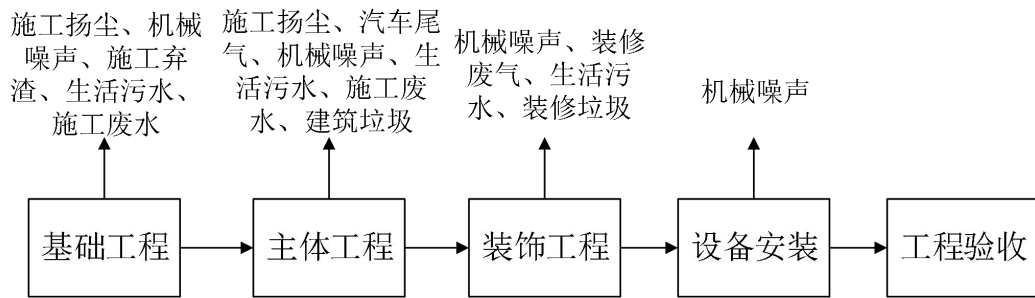 施工扬尘、机械
噪声、施工弃
渣、生活污水、
施工废水
施工扬尘、汽车尾
气、机械噪声、生
活污水、施工废
水、建筑垃圾
机械噪声、装修
废气、生活污
水、装修垃圾
机械噪声
基础工程
主体工程
装饰工程
设备安装
工程验收